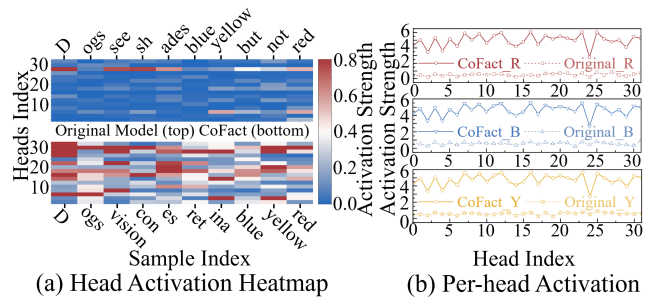 D ogs see sh ades blue yellow but not red
Heads Index
30
20
10
Original Model (top) CoFact (bottom)
30
20
10
D ogs vision con es ret ina blue yellow red
Sample Index
0.8
0.6
0.4
0.2
0.0
Activation Strength
(a) Head Activation Heatmap
Activation Strength
6
4
2
0
CoFact_R Original_R
6
4
2
0
CoFact_B Original_B
6
4
2
0
CoFact_Y Original_Y
0 5 10 15 20 25 30
Head Index
(b) Per-head Activation